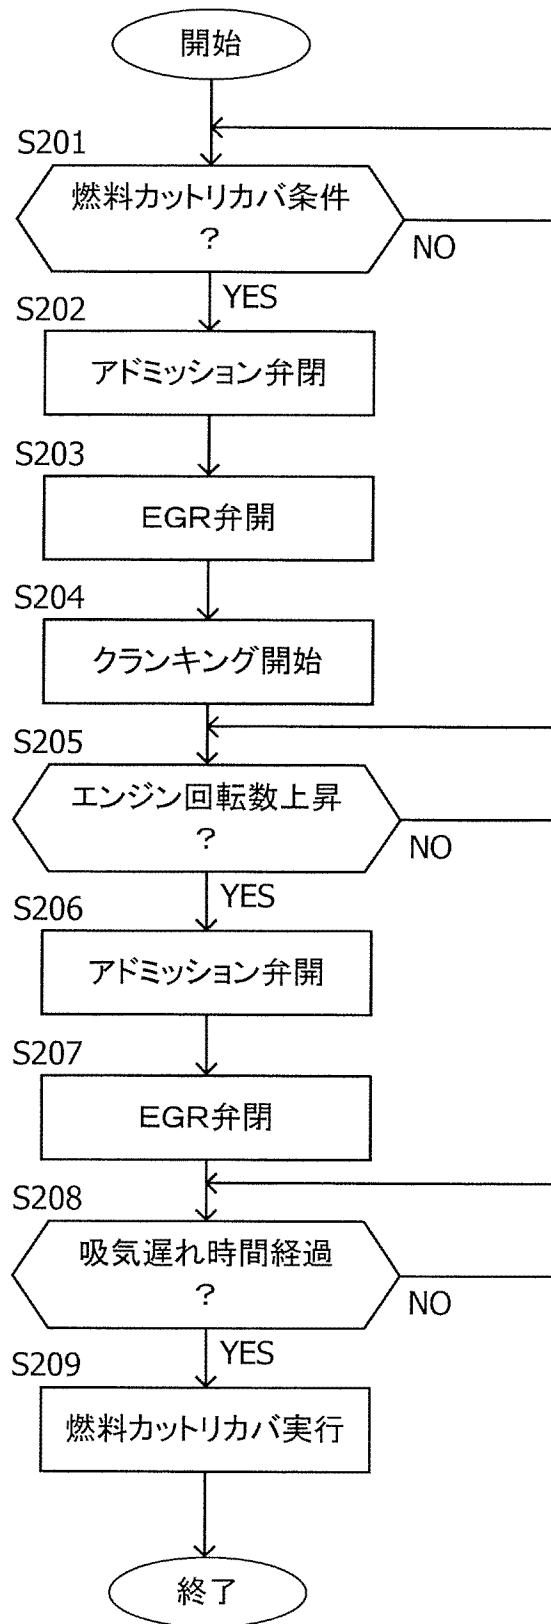 開始
S201
燃料カットリカバ条件
?
NO
YES
S202
アドミッション弁閉
S203
EGR弁開
S204
クランキング開始
S205
エンジン回転数上昇
?
NO
YES
S206
アドミッション弁開
S207
EGR弁閉
S208
吸気遅れ時間経過
?
NO
YES
S209
燃料カットリカバ実行
終了